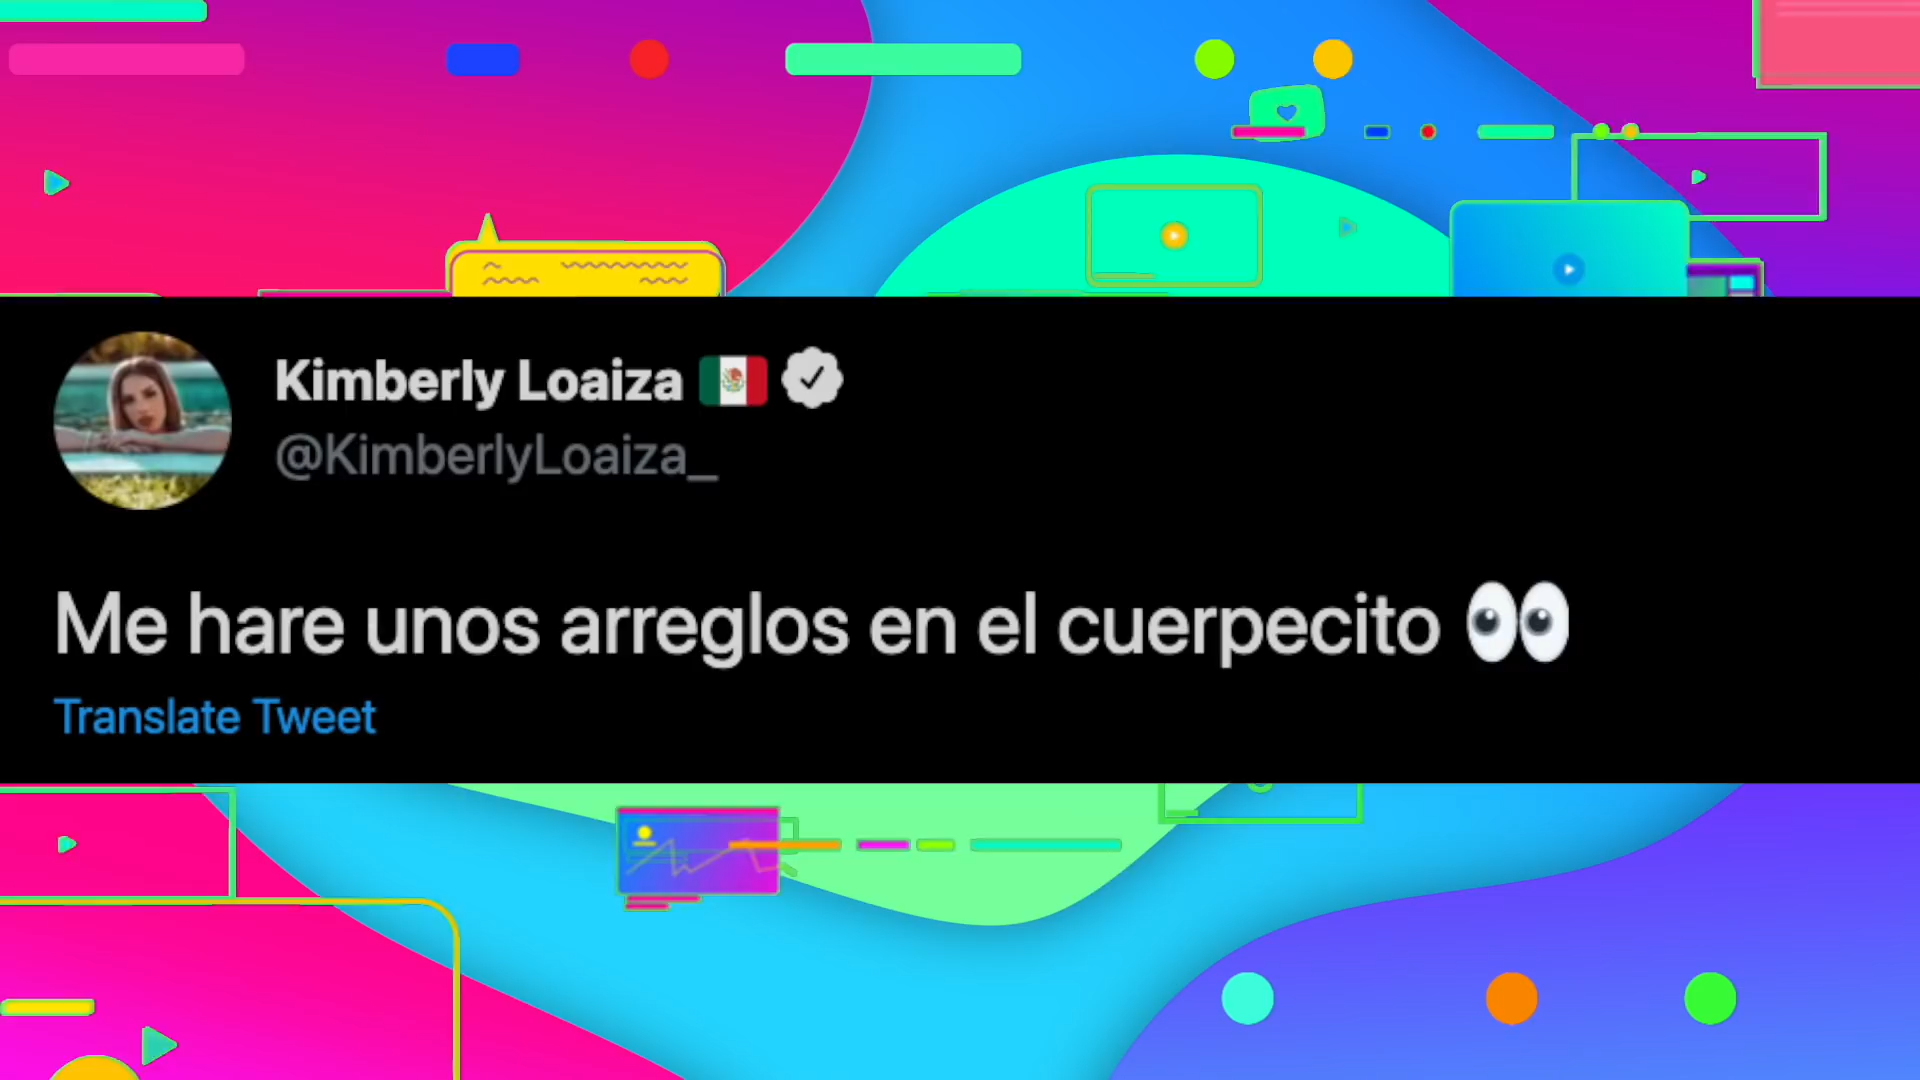 Kimberly Loaiza 🇲🇽
@KimberlyLoaiza_
Me hare unos arreglos en el cuerpecito 👀
Translate Tweet